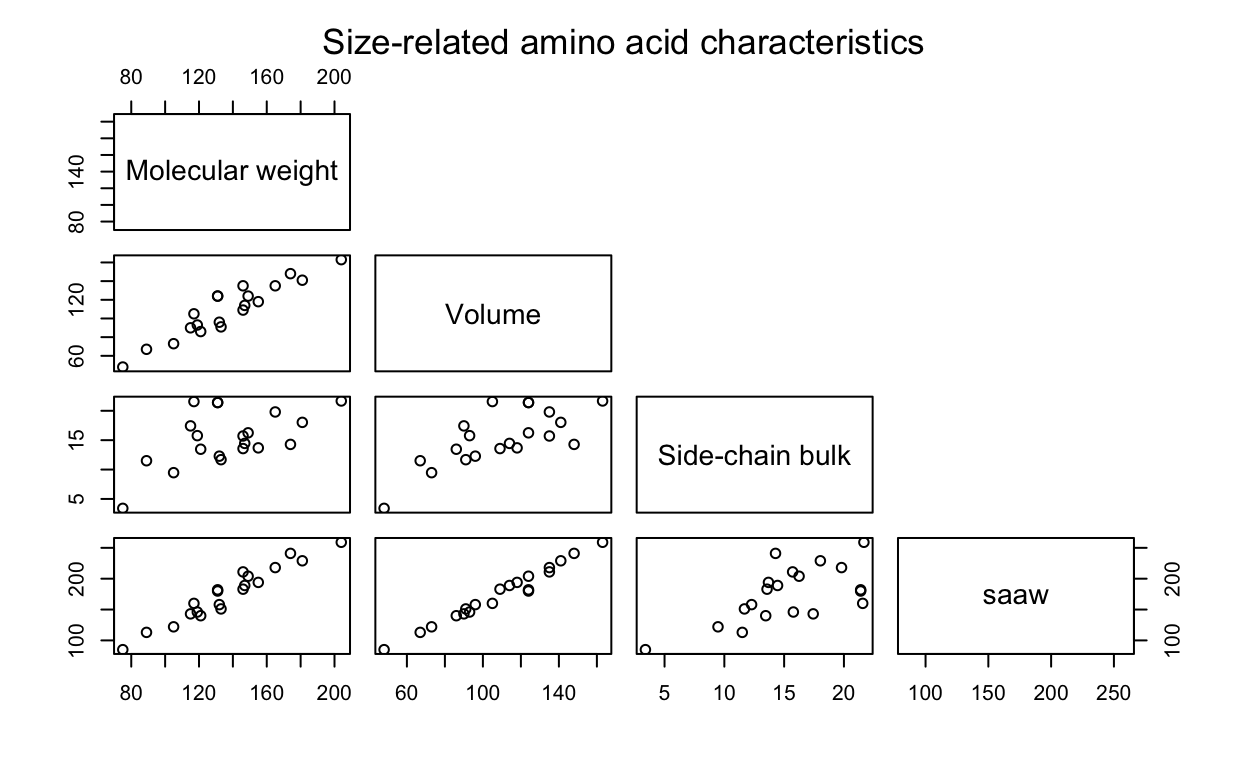 Size-related amino acid characteristics
80 120 160 200
Molecular weight
80 140
Volume
60 120
Side-chain bulk
5 15
saaw
100 200
100 200
80 120 160 200
60 100 140
5 10 15 20
100 150 200 250